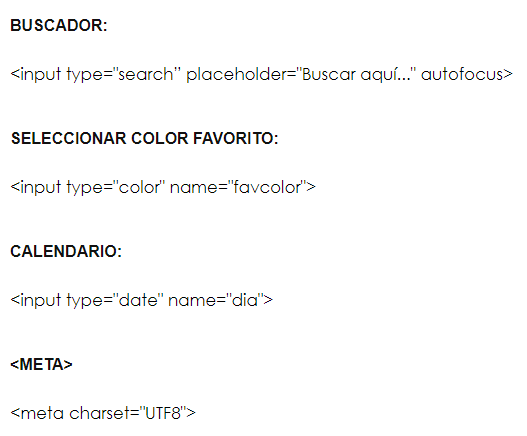 BUSCADOR:
<input type="search” placeholder="Buscar aquí..." autofocus>
SELECCIONAR COLOR FAVORITO:
<input type="color" name="favcolor">
CALENDARIO:
<input type="date" name="dia">
<META>
<meta charset="UTF8">